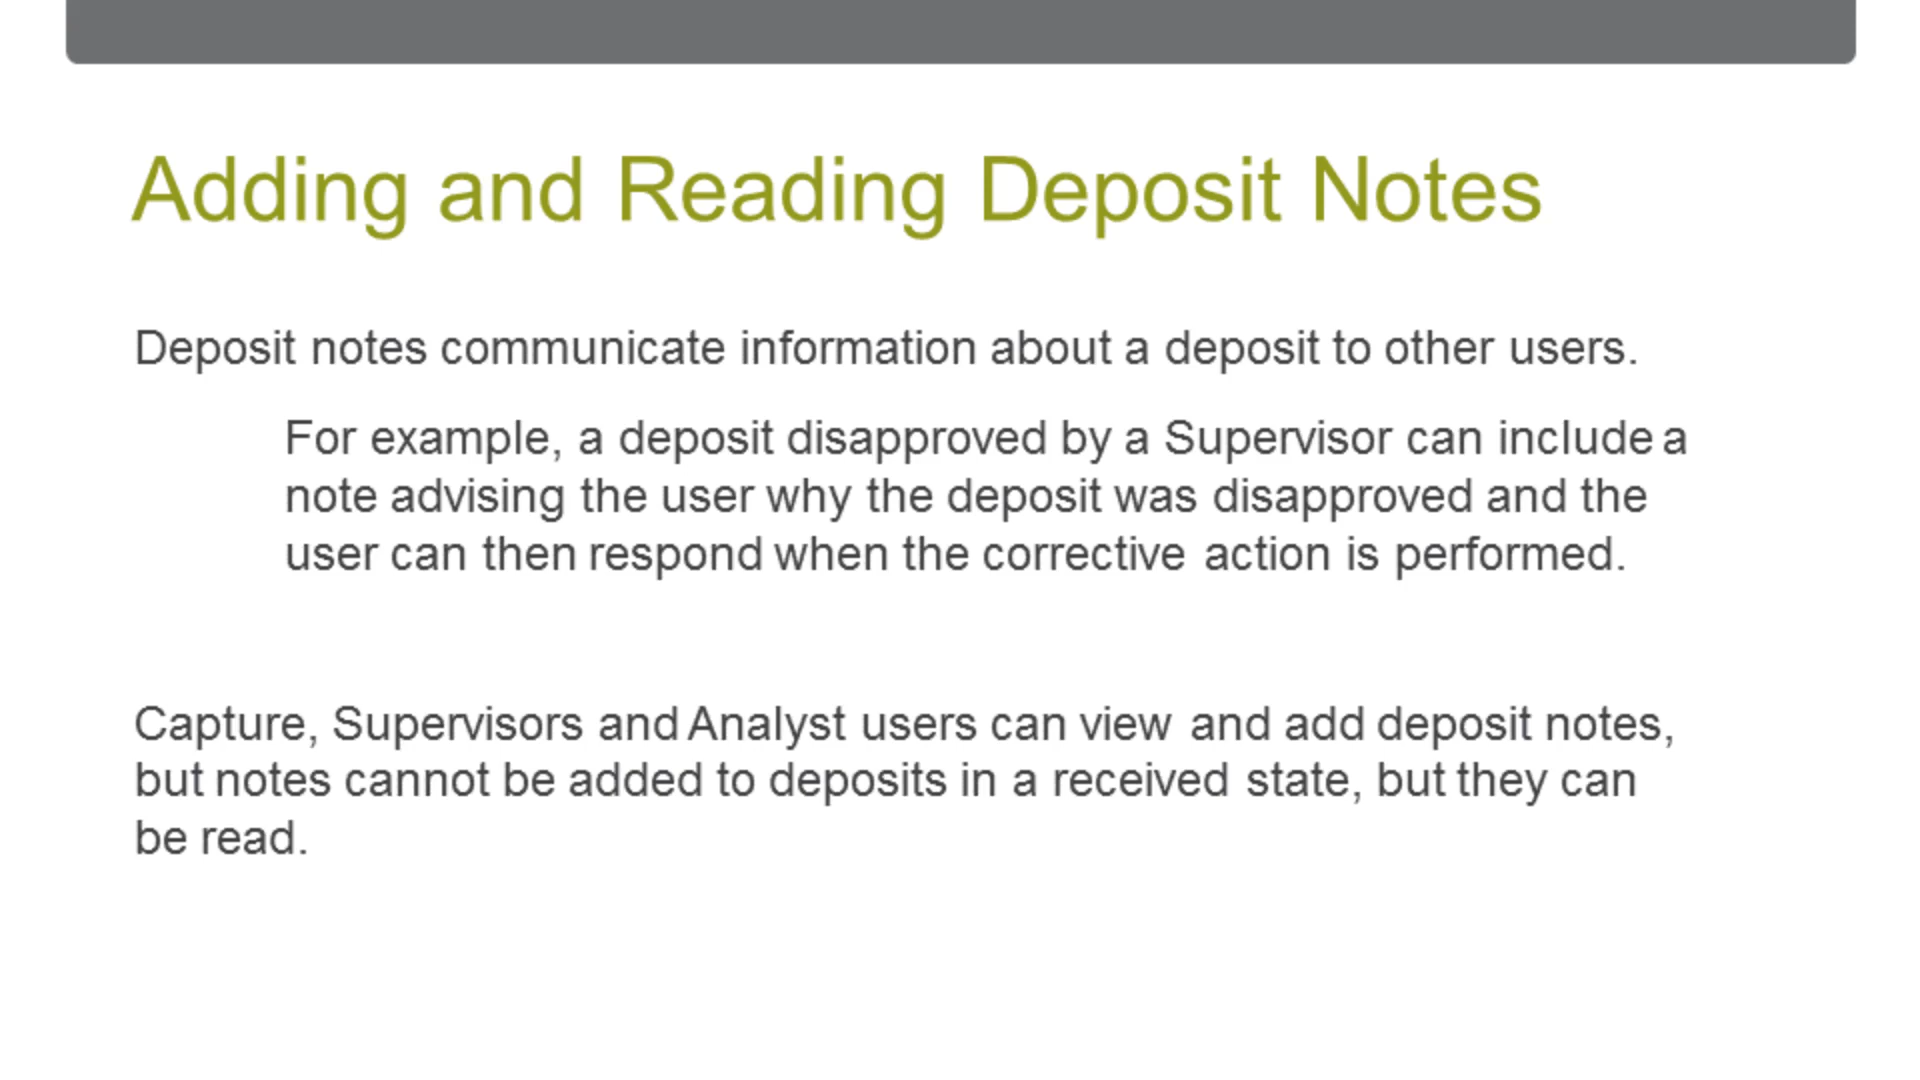 Adding and Reading Deposit Notes
Deposit notes communicate information about a deposit to other users.
For example, a deposit disapproved by a Supervisor can include a
note advising the user why the deposit was disapproved and the
user can then respond when the corrective action is performed.
Capture, Supervisors and Analyst users can view and add deposit notes,
but notes cannot be added to deposits in a received state, but they can
be read.